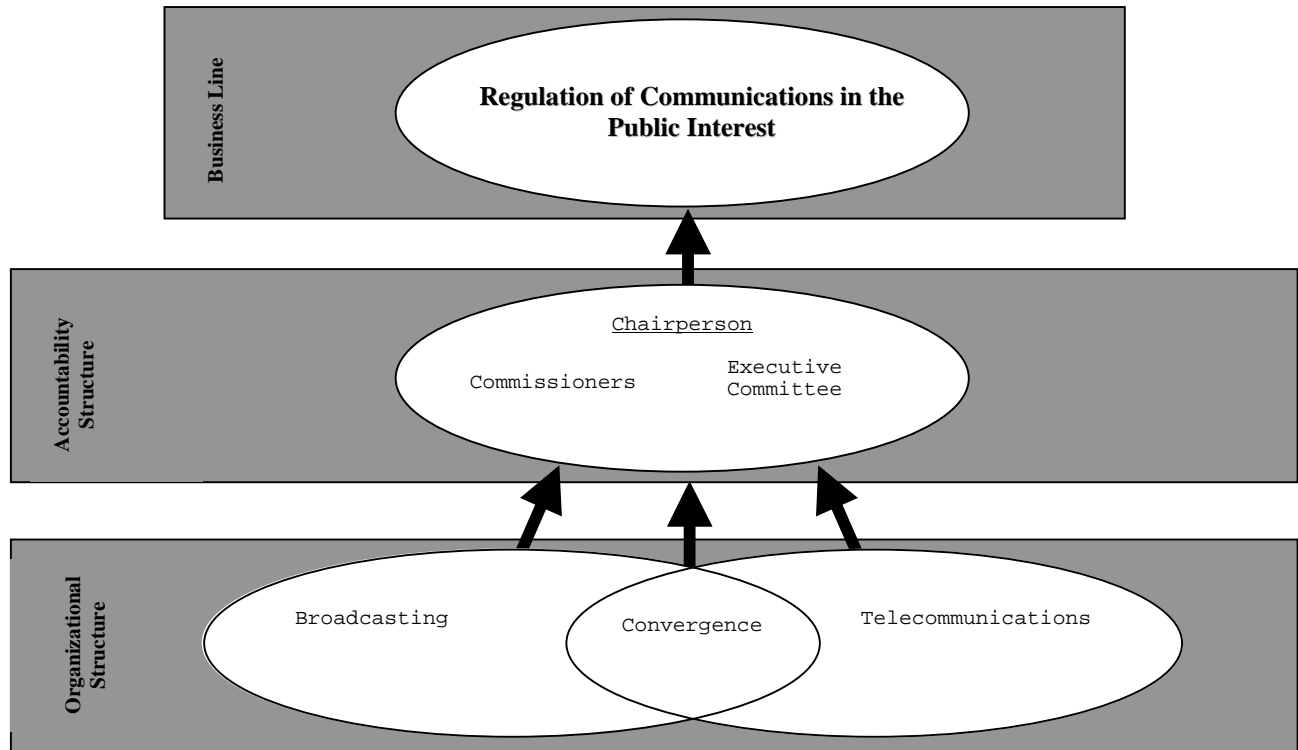 Business Line
Regulation of Communications in the
Public Interest
Accountability
Structure
Chairperson
Commissioners
Executive
Committee
Organizational
Structure
Broadcasting
Convergence
Telecommunications